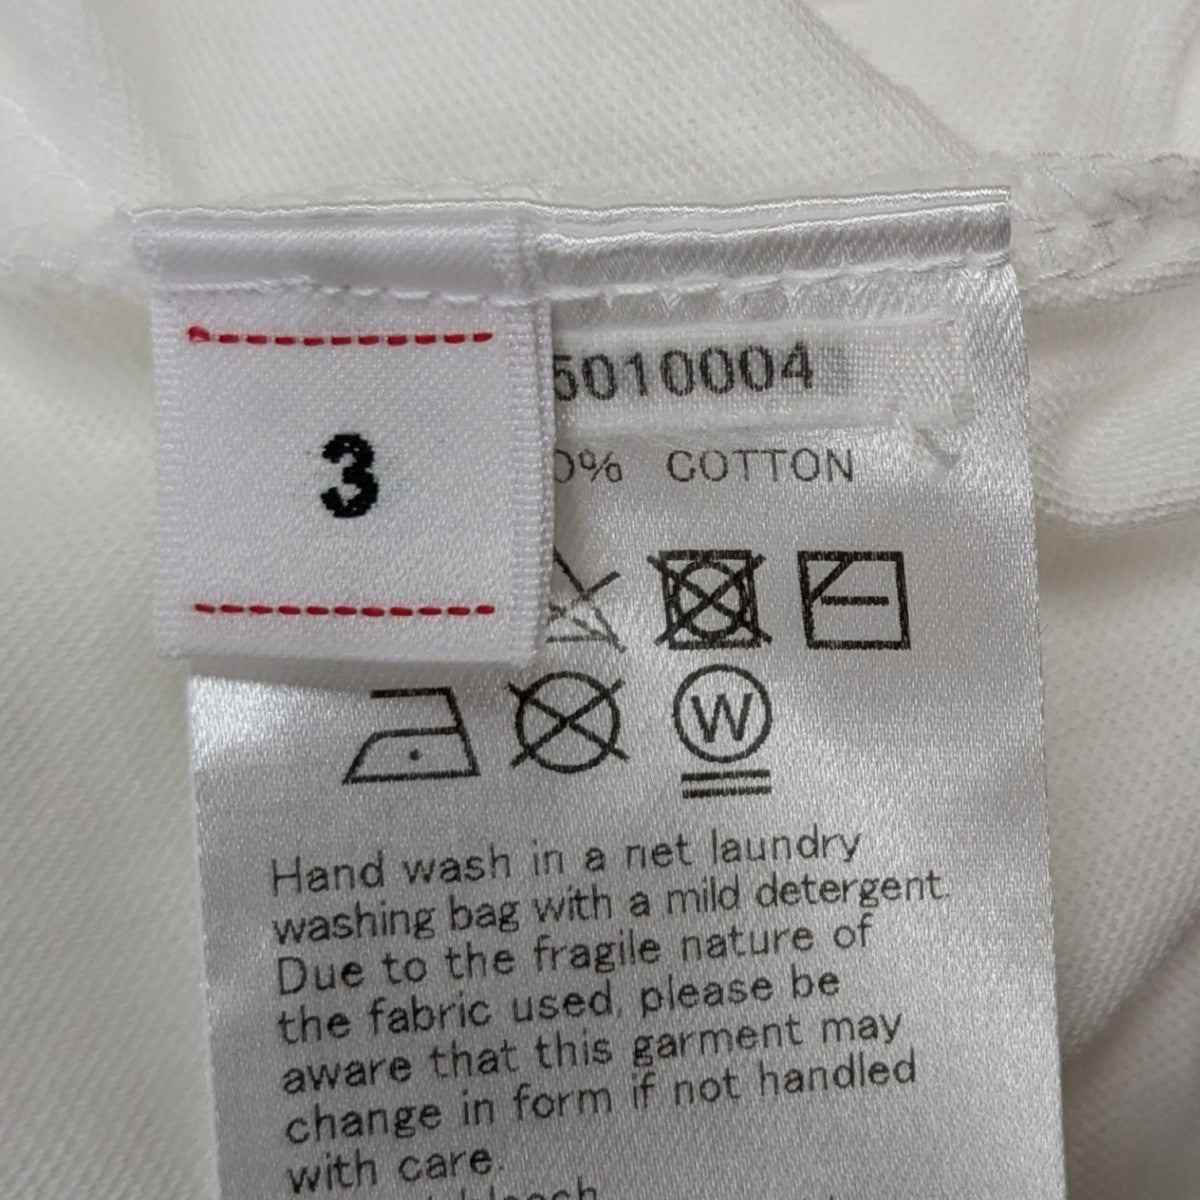 3
5010004
0% COTTON
W
Hand wash in a net laundry
washing bag with a mild detergent.
Due to the fragile nature of
the fabric used, please be
aware that this garment may
change in form if not handled
with care.
bleach